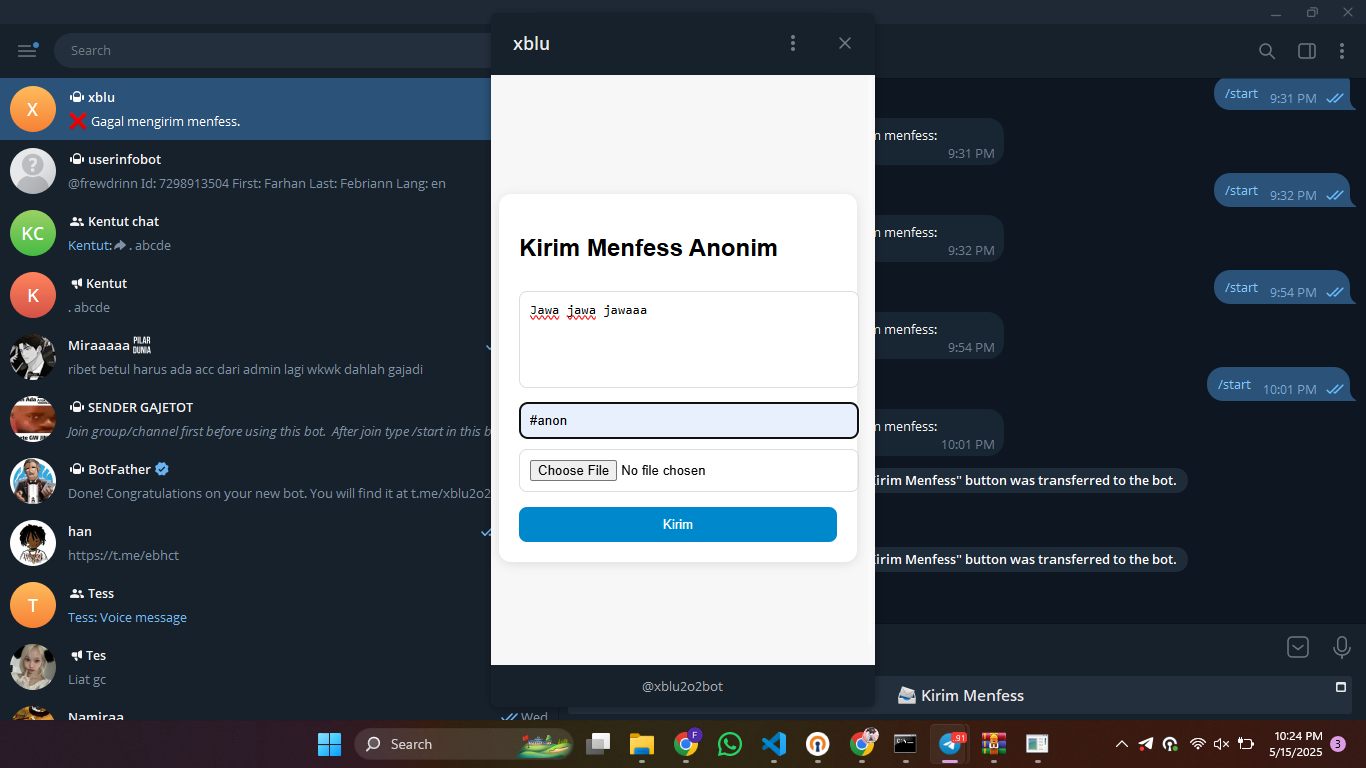 Search
X
xblu
❌ Gagal mengirim menfess.
userinfobot
@frewdrinn Id: 7298913504 First: Farhan Last: Febriann Lang: en
KC
Kentut chat
Kentut: . abcde
K
Kentut
. abcde
Miraaaaa PILAR DUNIA
ribet betul harus ada acc dari admin lagi wkwk dahlah gajadi
SENDER GAJETOT
Join group/channel first before using this bot. After join type /start in this b
BotFather
Done! Congratulations on your new bot. You will find it at t.me/xblu2o2
han
https://t.me/ebhct
T
Tess
Tess: Voice message
Tes
Liat gc
Namiraa
Wed
xblu
Kirim Menfess Anonim
Jawa jawa jawaaa
#anon
Choose File No file chosen
Kirim
@xblu2o2bot
/start 9:31 PM
m menfess:
9:31 PM
/start 9:32 PM
m menfess:
9:32 PM
/start 9:54 PM
m menfess:
9:54 PM
/start 10:01 PM
m menfess:
10:01 PM
Kirim Menfess" button was transferred to the bot.
Kirim Menfess" button was transferred to the bot.
Kirim Menfess
Search
F
91
10:24 PM
5/15/2025
3